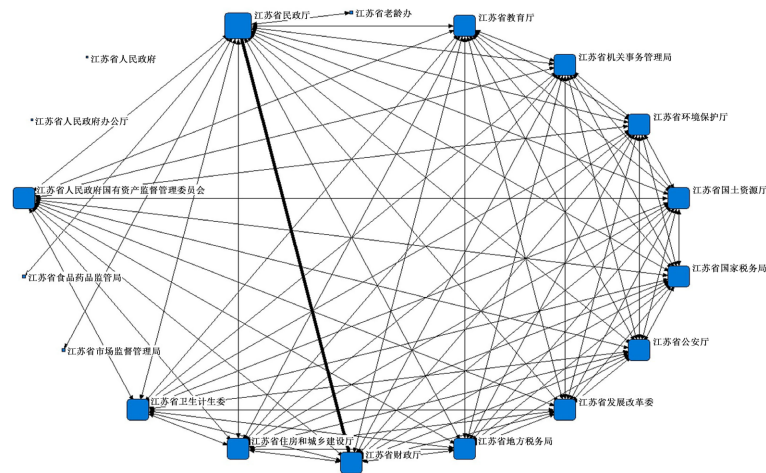 江苏省民政厅
江苏省老龄办
江苏省教育厅
江苏省人民政府
江苏省机关事务管理局
江苏省人民政府办公厅
江苏省环境保护厅
江苏省人民政府国有资产监督管理委员会
江苏省国土资源厅
江苏省食品药品监管局
江苏省国家税务局
江苏省市场监督管理局
江苏省公安厅
江苏省卫生计生委
江苏省发展改革委
江苏省住房和城乡建设厅
江苏省地方税务局
江苏省财政厅